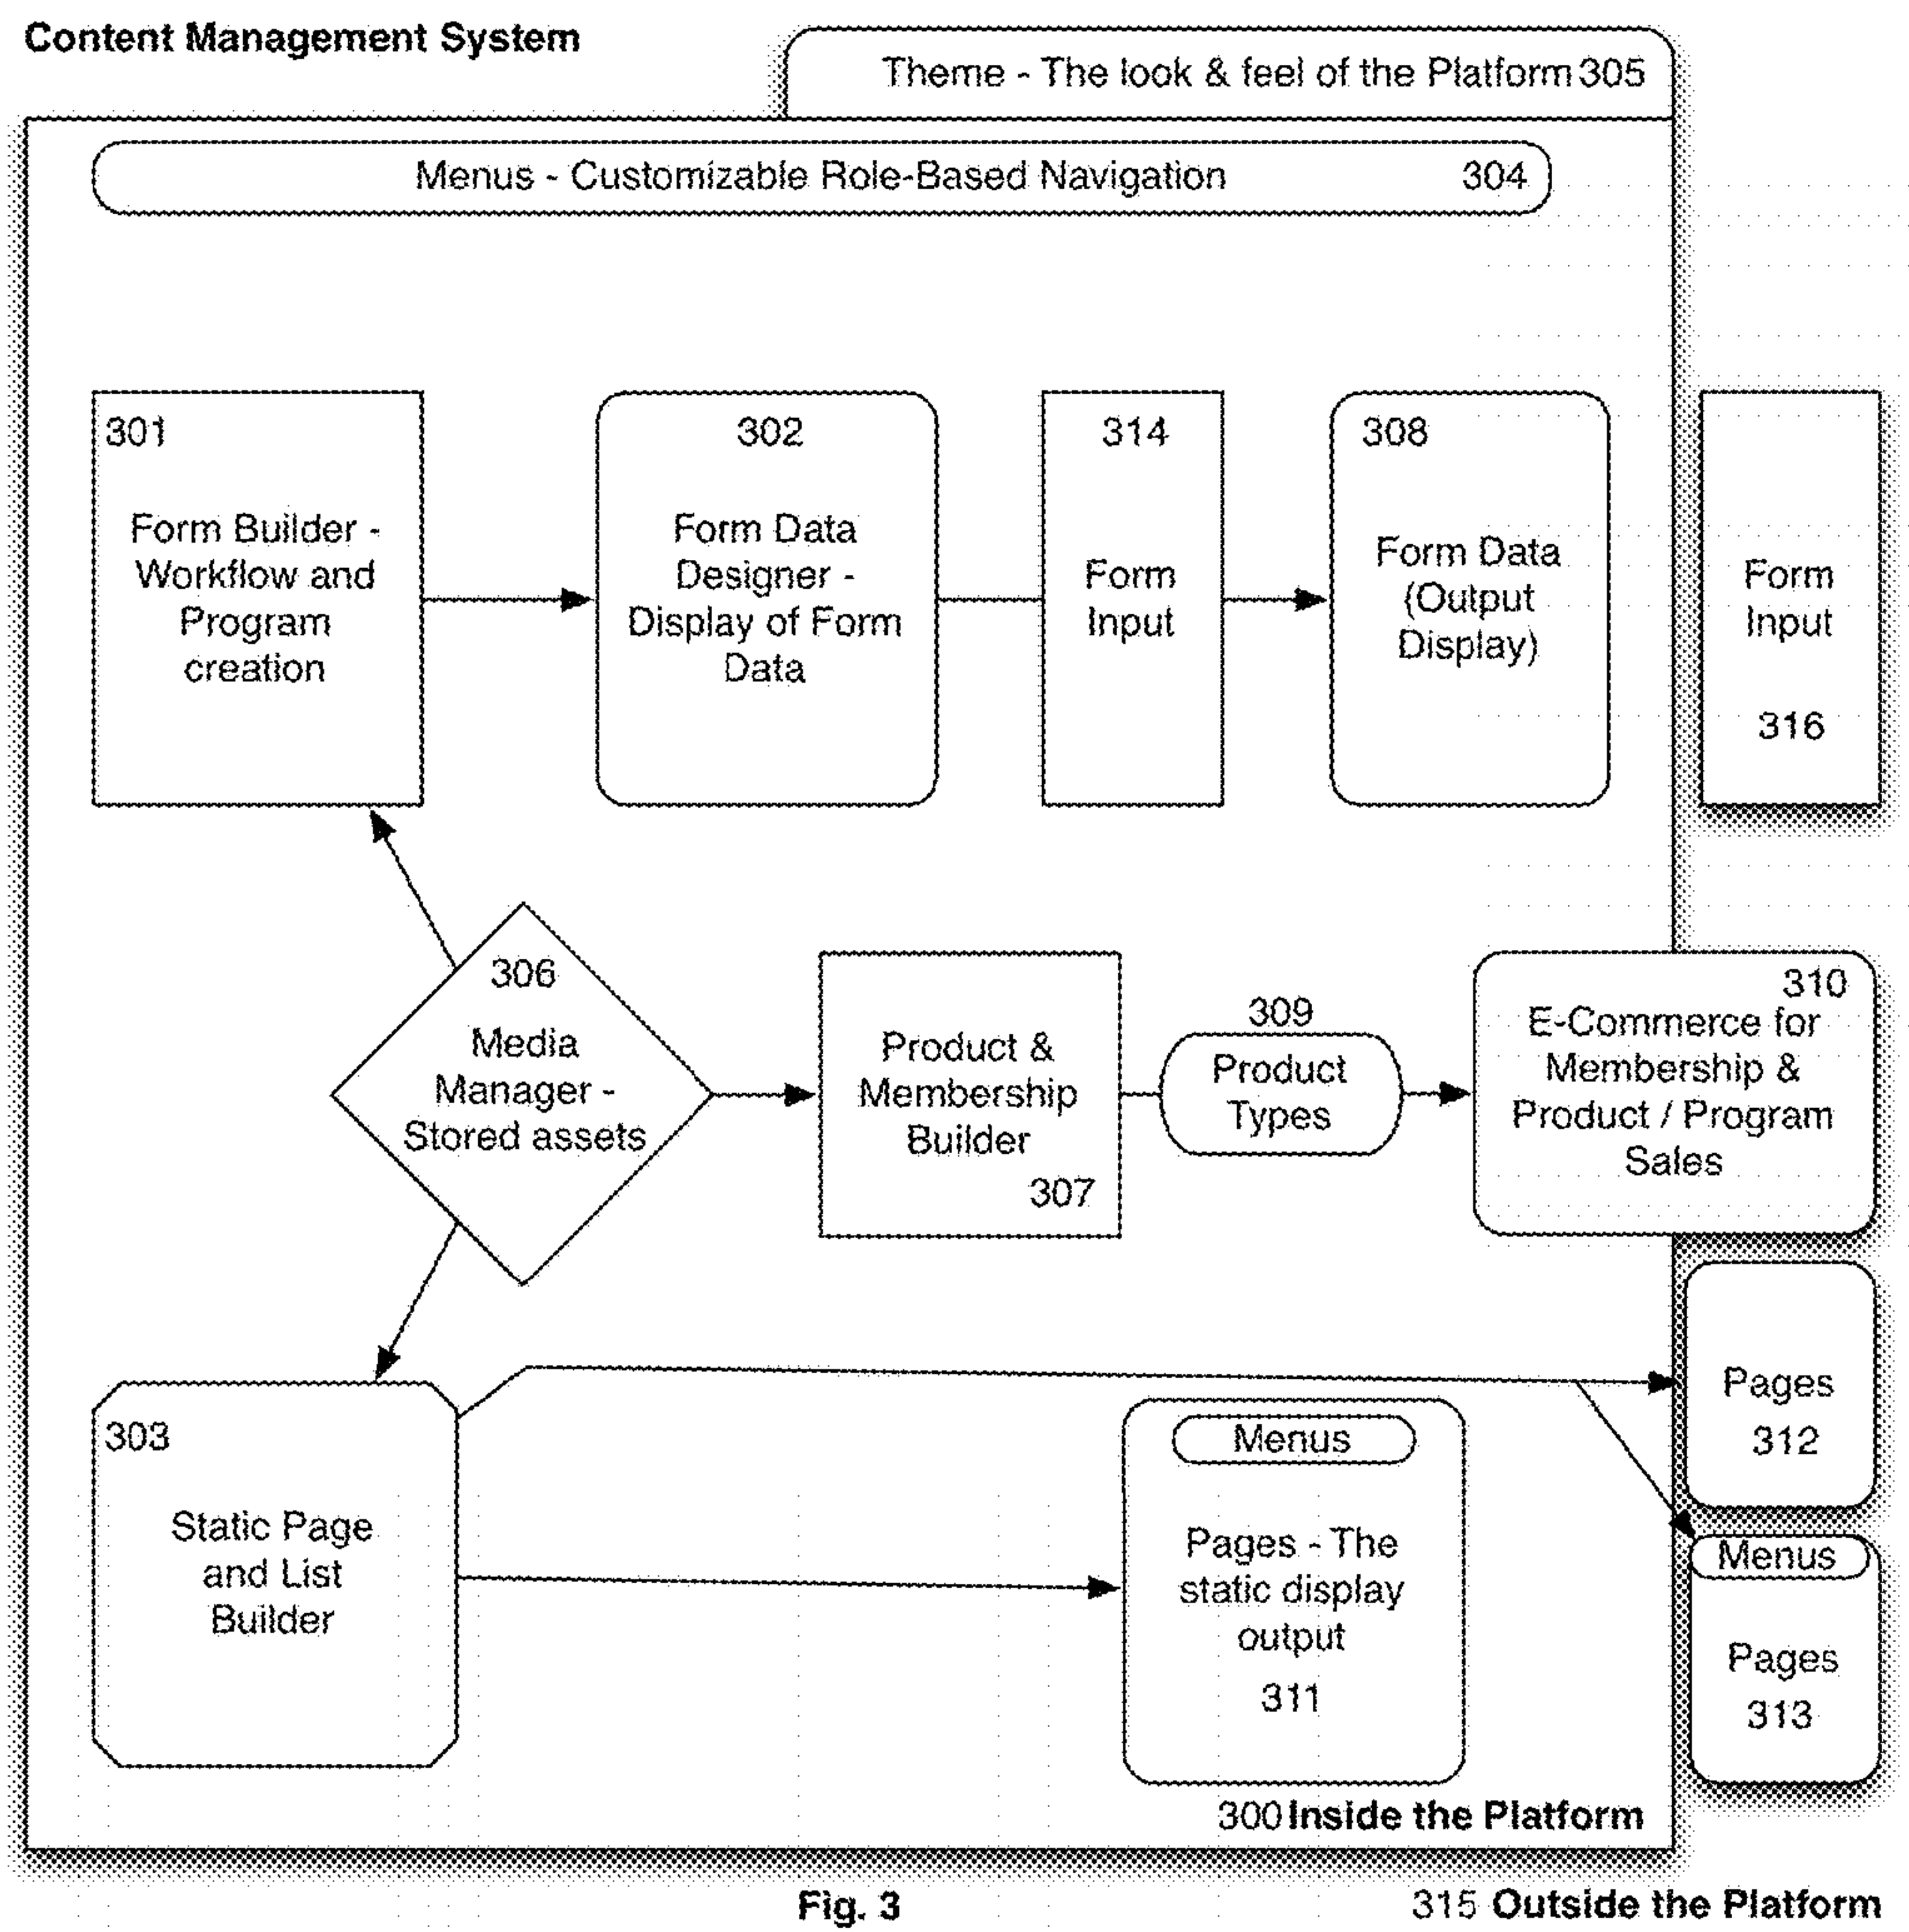 Content Management System
Theme - The look & feel of the Platform 305
Menus - Customizable Role-Based Navigation 304
301
Form Builder -
Workflow and
Program
creation
302
Form Data
Designer -
Display of Form
Data
314
Form
Input
308
Form Data
(Output
Display)
Form
Input
316
306
Media
Manager -
Stored assets
Product &
Membership
Builder
307
309
Product
Types
310
E-Commerce for
Membership &
Product / Program
Sales
303
Static Page
and List
Builder
Menus
Pages - The
static display
output
311
Pages
312
Menus
Pages
313
300 Inside the Platform
Fig. 3
315 Outside the Platform